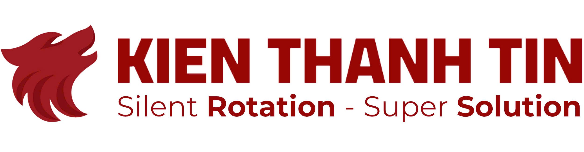 KIEN THANH TIN
Silent Rotation - Super Solution